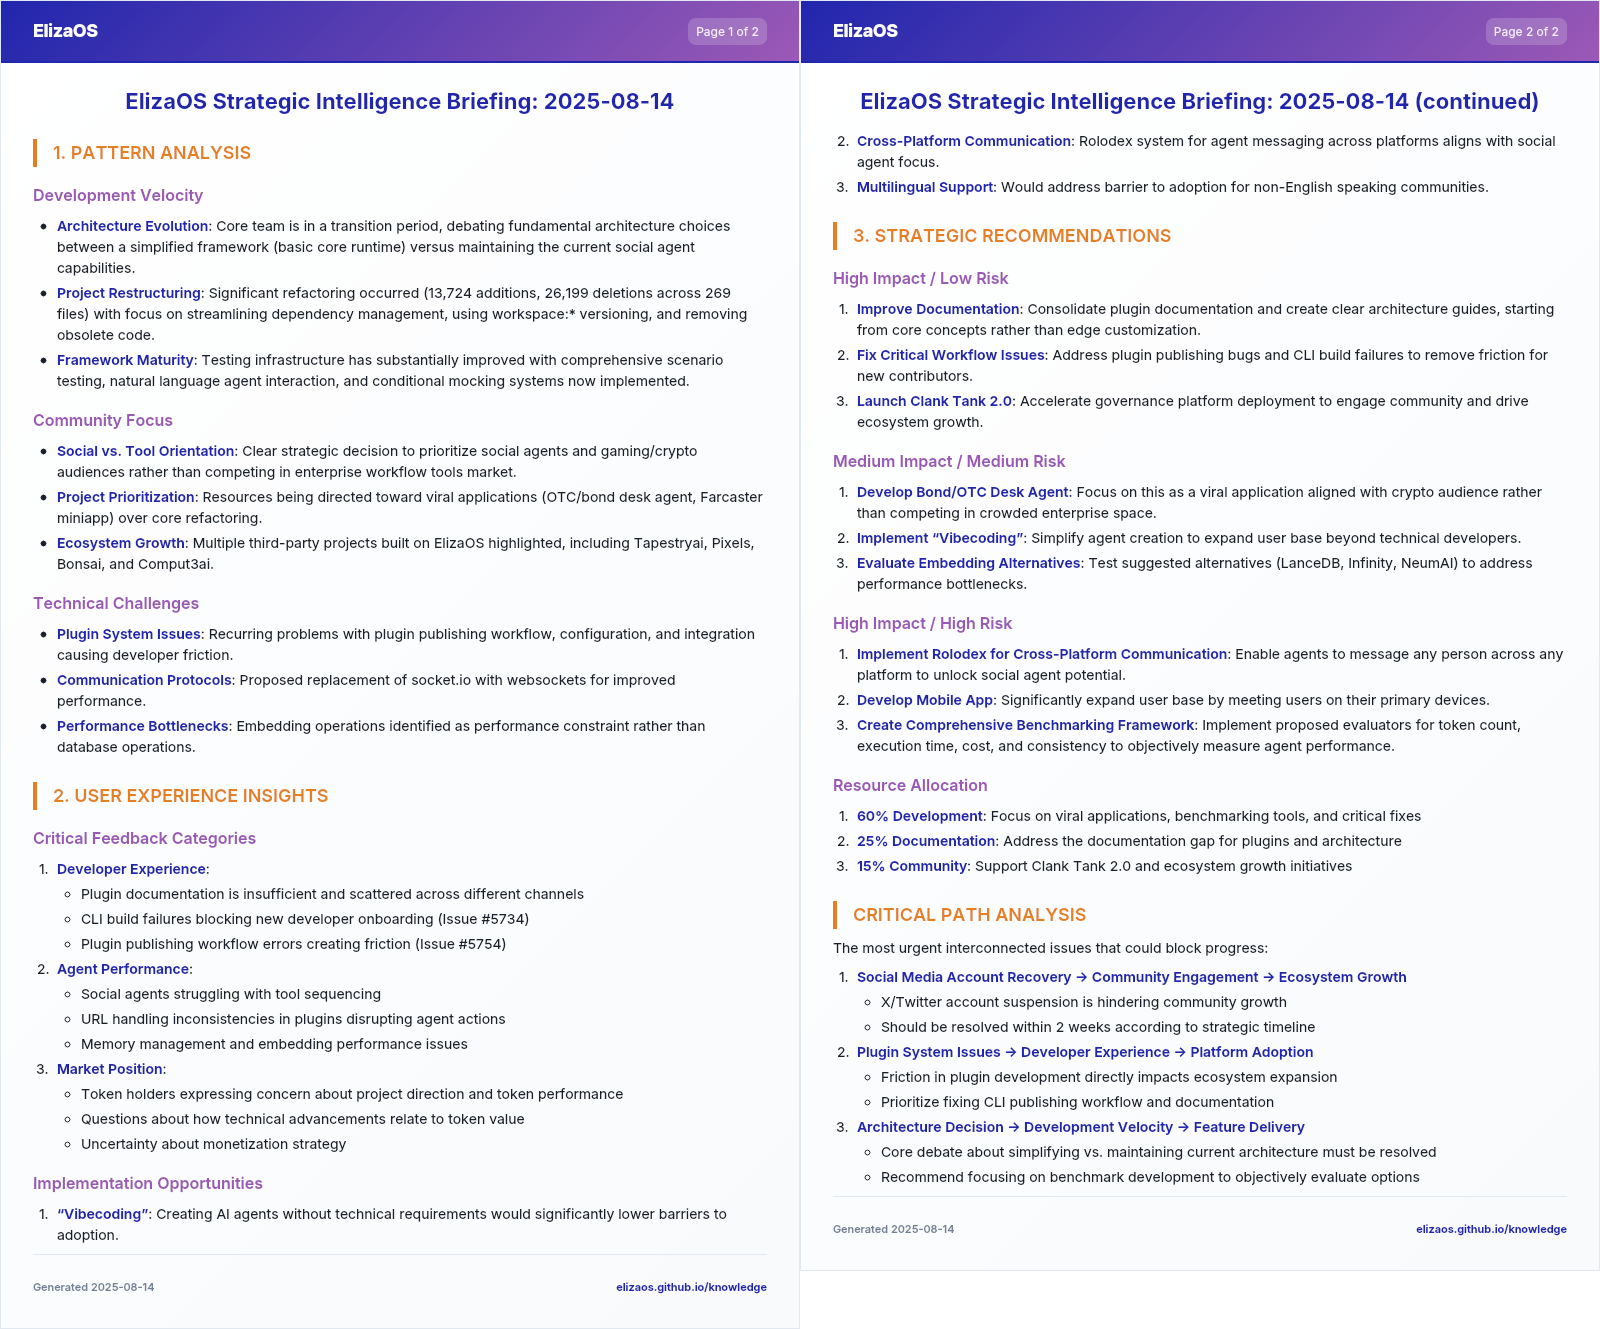 ElizaOS
Page 1 of 2
ElizaOS Strategic Intelligence Briefing: 2025-08-14
1. PATTERN ANALYSIS
Development Velocity
• Architecture Evolution: Core team is in a transition period, debating fundamental architecture choices
between a simplified framework (basic core runtime) versus maintaining the current social agent
capabilities.
• Project Restructuring: Significant refactoring occurred (13,724 additions, 26,199 deletions across 269
files) with focus on streamlining dependency management, using workspace:* versioning, and removing
obsolete code.
• Framework Maturity: Testing infrastructure has substantially improved with comprehensive scenario
testing, natural language agent interaction, and conditional mocking systems now implemented.
Community Focus
• Social vs. Tool Orientation: Clear strategic decision to prioritize social agents and gaming/crypto
audiences rather than competing in enterprise workflow tools market.
• Project Prioritization: Resources being directed toward viral applications (OTC/bond desk agent, Farcaster
miniapp) over core refactoring.
• Ecosystem Growth: Multiple third-party projects built on ElizaOS highlighted, including Tapestryai, Pixels,
Bonsai, and Comput3ai.
Technical Challenges
• Plugin System Issues: Recurring problems with plugin publishing workflow, configuration, and integration
causing developer friction.
• Communication Protocols: Proposed replacement of socket.io with websockets for improved
performance.
• Performance Bottlenecks: Embedding operations identified as performance constraint rather than
database operations.
2. USER EXPERIENCE INSIGHTS
Critical Feedback Categories
1. Developer Experience:
◦ Plugin documentation is insufficient and scattered across different channels
◦ CLI build failures blocking new developer onboarding (Issue #5734)
◦ Plugin publishing workflow errors creating friction (Issue #5754)
2. Agent Performance:
◦ Social agents struggling with tool sequencing
◦ URL handling inconsistencies in plugins disrupting agent actions
◦ Memory management and embedding performance issues
3. Market Position:
◦ Token holders expressing concern about project direction and token performance
◦ Questions about how technical advancements relate to token value
◦ Uncertainty about monetization strategy
Implementation Opportunities
1. “Vibecoding”: Creating AI agents without technical requirements would significantly lower barriers to
adoption.
Generated 2025-08-14
elizaos.github.io/knowledge
ElizaOS
Page 2 of 2
ElizaOS Strategic Intelligence Briefing: 2025-08-14 (continued)
2. Cross-Platform Communication: Rolodex system for agent messaging across platforms aligns with social
agent focus.
3. Multilingual Support: Would address barrier to adoption for non-English speaking communities.
3. STRATEGIC RECOMMENDATIONS
High Impact / Low Risk
1. Improve Documentation: Consolidate plugin documentation and create clear architecture guides, starting
from core concepts rather than edge customization.
2. Fix Critical Workflow Issues: Address plugin publishing bugs and CLI build failures to remove friction for
new contributors.
3. Launch Clank Tank 2.0: Accelerate governance platform deployment to engage community and drive
ecosystem growth.
Medium Impact / Medium Risk
1. Develop Bond/OTC Desk Agent: Focus on this as a viral application aligned with crypto audience rather
than competing in crowded enterprise space.
2. Implement “Vibecoding”: Simplify agent creation to expand user base beyond technical developers.
3. Evaluate Embedding Alternatives: Test suggested alternatives (LanceDB, Infinity, NeumAI) to address
performance bottlenecks.
High Impact / High Risk
1. Implement Rolodex for Cross-Platform Communication: Enable agents to message any person across any
platform to unlock social agent potential.
2. Develop Mobile App: Significantly expand user base by meeting users on their primary devices.
3. Create Comprehensive Benchmarking Framework: Implement proposed evaluators for token count,
execution time, cost, and consistency to objectively measure agent performance.
Resource Allocation
1. 60% Development: Focus on viral applications, benchmarking tools, and critical fixes
2. 25% Documentation: Address the documentation gap for plugins and architecture
3. 15% Community: Support Clank Tank 2.0 and ecosystem growth initiatives
CRITICAL PATH ANALYSIS
The most urgent interconnected issues that could block progress:
1. Social Media Account Recovery → Community Engagement → Ecosystem Growth
◦ X/Twitter account suspension is hindering community growth
◦ Should be resolved within 2 weeks according to strategic timeline
2. Plugin System Issues → Developer Experience → Platform Adoption
◦ Friction in plugin development directly impacts ecosystem expansion
◦ Prioritize fixing CLI publishing workflow and documentation
3. Architecture Decision → Development Velocity → Feature Delivery
◦ Core debate about simplifying vs. maintaining current architecture must be resolved
◦ Recommend focusing on benchmark development to objectively evaluate options
Generated 2025-08-14
elizaos.github.io/knowledge